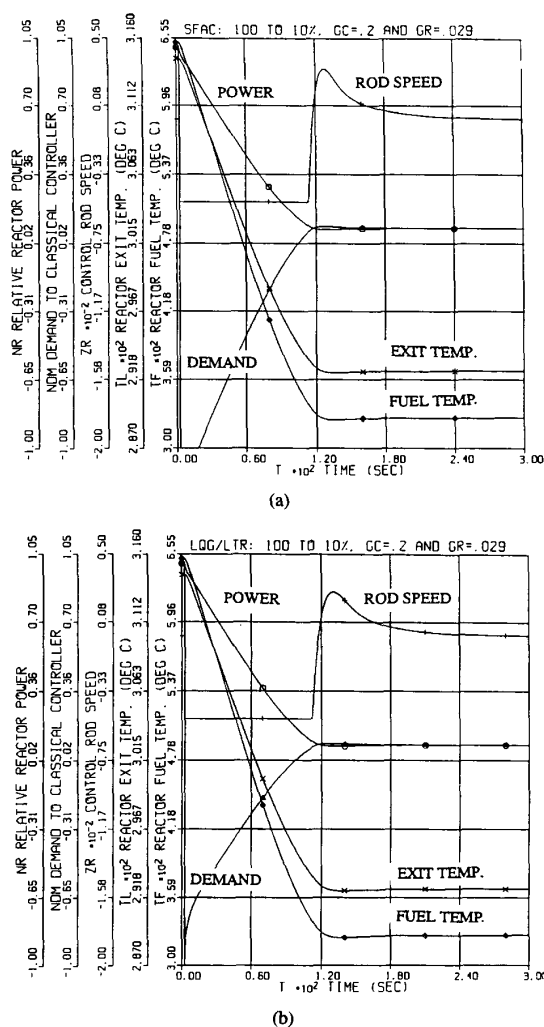 SFAC: 100 TO 10%, GC=.2 AND GR=.029
NR RELATIVE REACTOR POWER
-1.00 -0.65 -0.31 0.02 0.36 0.70 1.05
NOM DEMAND TO CLASSICAL CONTROLLER
-1.00 -0.65 -0.31 0.02 0.36 0.70 1.05
ZR *10-2 CONTROL ROD SPEED
-2.00 -1.58 -1.17 -0.75 -0.33 0.08 0.50
TL *10² REACTOR EXIT TEMP. (DEG C)
2.870 2.918 2.967 3.015 3.063 3.112 3.160
TF *10² REACTOR FUEL TEMP. (DEG C)
3.00 3.59 4.18 4.78 5.37 5.96 6.55
POWER
ROD SPEED
DEMAND
EXIT TEMP.
FUEL TEMP.
0.00 0.60 1.20 1.80 2.40 3.00
T *10² TIME (SEC)
(a)
LQG/LTR: 100 TO 10%, GC=.2 AND GR=.029
NR RELATIVE REACTOR POWER
-1.00 -0.65 -0.31 0.02 0.36 0.70 1.05
NOM DEMAND TO CLASSICAL CONTROLLER
-1.00 -0.65 -0.31 0.02 0.36 0.70 1.05
ZR *10-2 CONTROL ROD SPEED
-2.00 -1.58 -1.17 -0.75 -0.33 0.08 0.50
TL *10² REACTOR EXIT TEMP. (DEG C)
2.870 2.918 2.967 3.015 3.063 3.112 3.160
TF *10² REACTOR FUEL TEMP. (DEG C)
3.00 3.59 4.18 4.78 5.37 5.96 6.55
POWER
ROD SPEED
DEMAND
EXIT TEMP.
FUEL TEMP.
0.00 0.60 1.20 1.80 2.40 3.00
T *10² TIME (SEC)
(b)